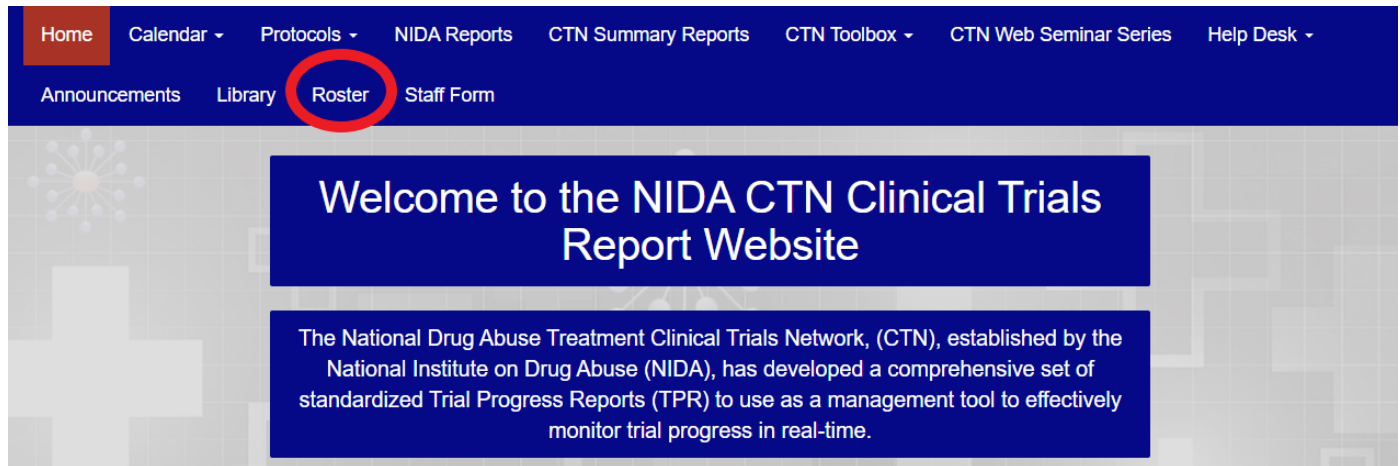 Home Calendar Protocols NIDA Reports CTN Summary Reports CTN Toolbox CTN Web Seminar Series Help Desk
Announcements Library Roster Staff Form
Welcome to the NIDA CTN Clinical Trials
Report Website
The National Drug Abuse Treatment Clinical Trials Network, (CTN), established by the
National Institute on Drug Abuse (NIDA), has developed a comprehensive set of
standardized Trial Progress Reports (TPR) to use as a management tool to effectively
monitor trial progress in real-time.